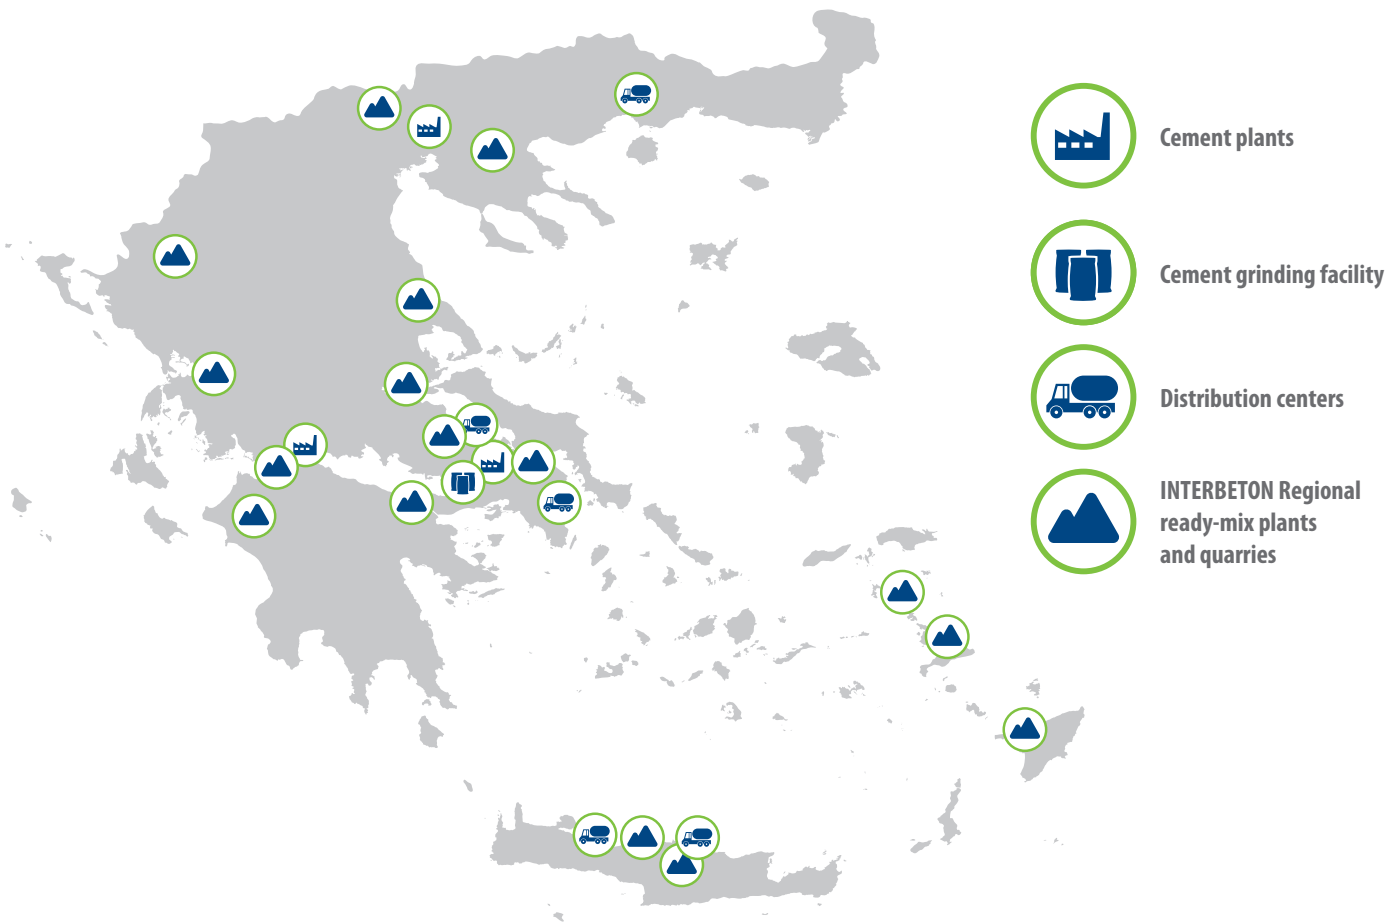 Cement plants
Cement grinding facility
Distribution centers
INTERBETON Regional
ready-mix plants
and quarries